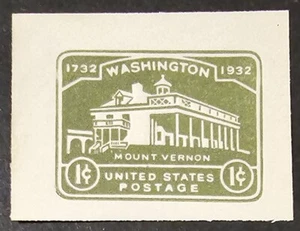 WASHINGTON
1732 1932
MOUNT VERNON
1¢ UNITED STATES 1¢
POSTAGE